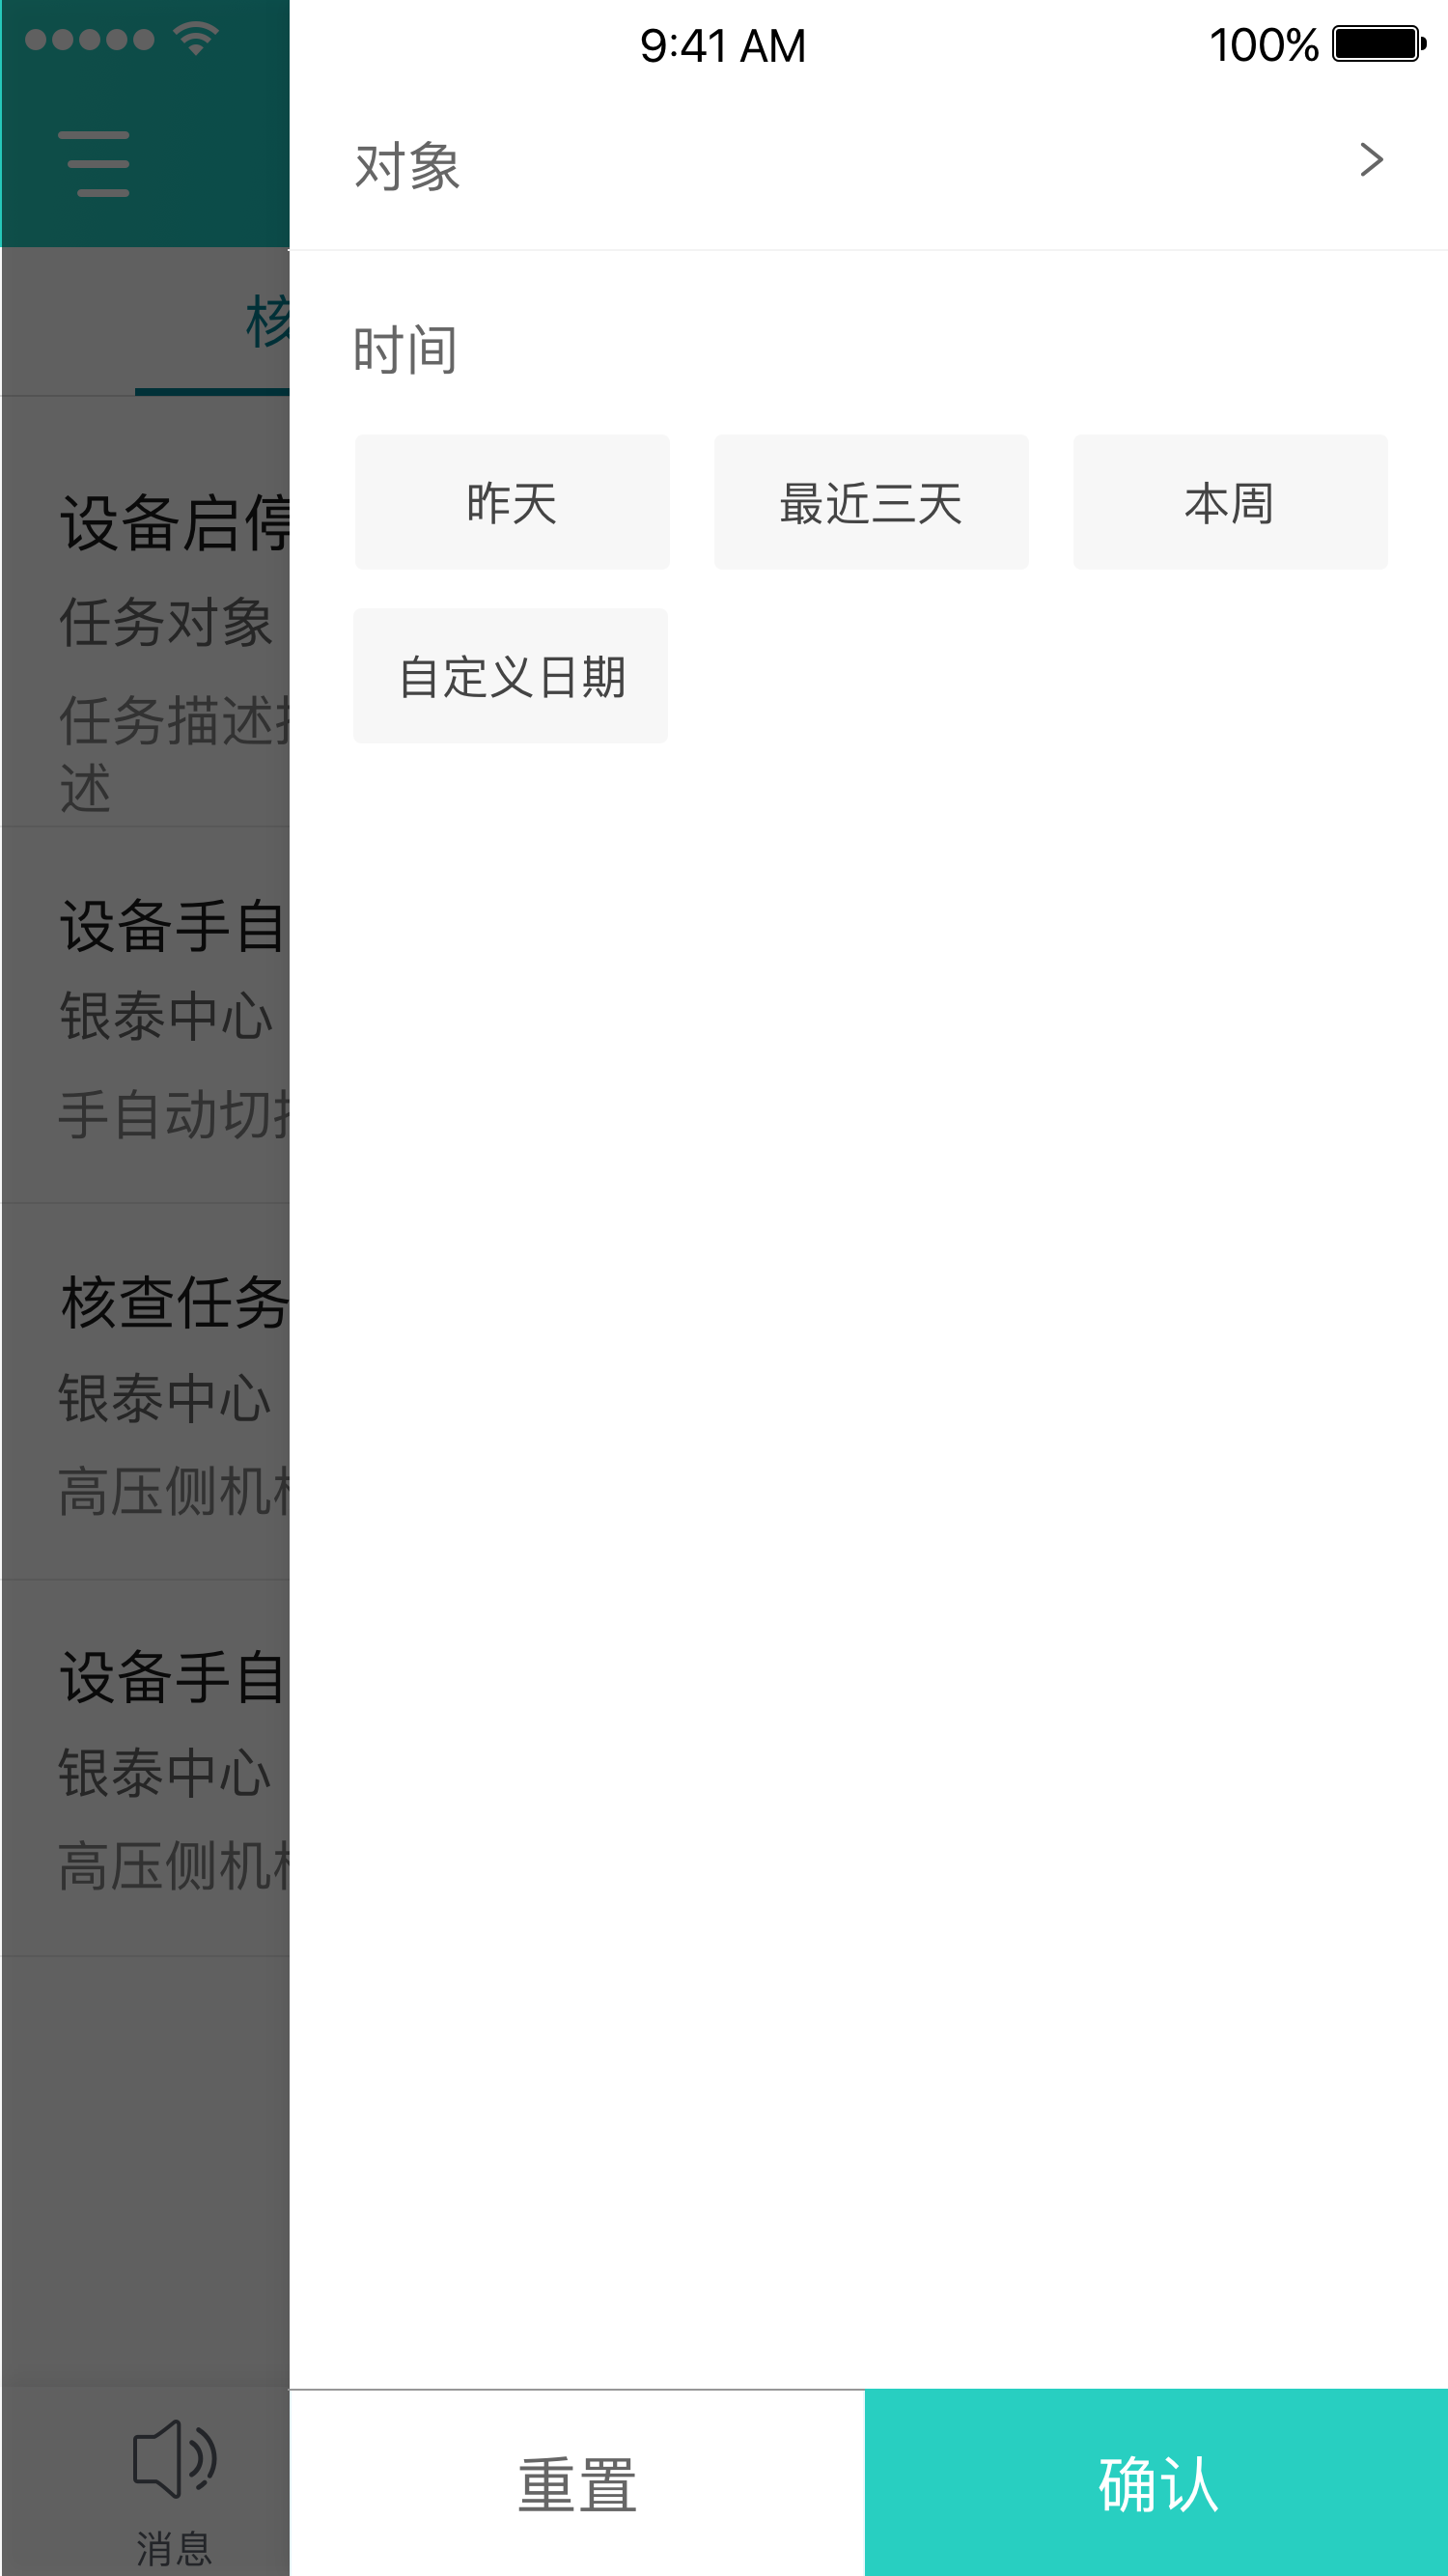 9:41 AM 100%
对象
时间
昨天 最近三天 本周
自定义日期
重置 确认
核
设备启停
任务对象
任务描述
述
设备手自
银泰中心
手自动切
核查任务
银泰中心
高压侧机
设备手自
银泰中心
高压侧机
消息